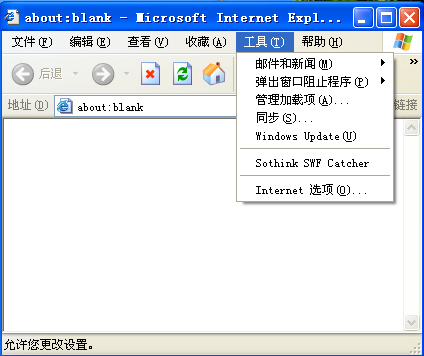 about:blank - Microsoft Internet Expl...
文件(F) 编辑(E) 查看(V) 收藏(A) 工具(T) 帮助(H)
后退
地址(D) about:blank 链接
邮件和新闻(M)
弹出窗口阻止程序(P)
管理加载项(A)...
同步(S)...
Windows Update(U)
Sothink SWF Catcher
Internet 选项(O)...
允许您更改设置。